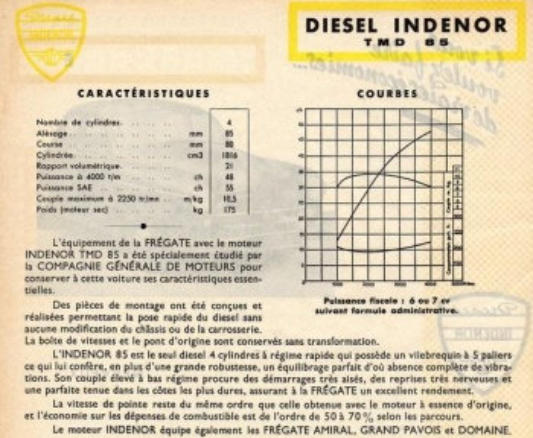 DIESEL INDENOR
TMD 85
CARACTÉRISTIQUES
Nombre de cylindres. 4
Alésage mm 85
Course mm 80
Cylindrée cm3 1816
Rapport volumétrique. 21
Puissance à 4000 t/m ch 48
Puissance SAE ch 55
Couple maximum à 2250 tr/mn m/kg 10,5
Poids (moteur sec) kg 175
L'équipement de la FRÉGATE avec le moteur
INDENOR TMD 85 a été spécialement étudié par
la COMPAGNIE GÉNÉRALE DE MOTEURS pour
conserver à cette voiture ses caractéristiques essen-
tielles.
Des pièces de montage ont été conçues et
réalisées permettant la pose rapide du diesel sans
aucune modification du châssis ou de la carrosserie.
La boîte de vitesses et le pont d'origine sont conservés sans transformation.
COURBES
Puissance fiscale : 6 ou 7 cv
suivant formule administrative.
L'INDENOR 85 est le seul diesel 4 cylindres à régime rapide qui possède un vilebrequin à 5 paliers
ce qui lui confère, en plus d'une grande robustesse, un équilibrage parfait d'où absence complète de vibra-
tions. Son couple élevé à bas régime procure des démarrages très aisés, des reprises très nerveuses et
une parfaite tenue dans les côtes les plus dures, assurant à la FRÉGATE un excellent rendement.
La vitesse de pointe reste du même ordre que celle obtenue avec le moteur à essence d'origine,
et l'économie sur les dépenses de combustible est de l'ordre de 50 à 70 % selon les parcours.
Le moteur INDENOR équipe également les FRÉGATE AMIRAL, GRAND PAVOIS et DOMAINE.